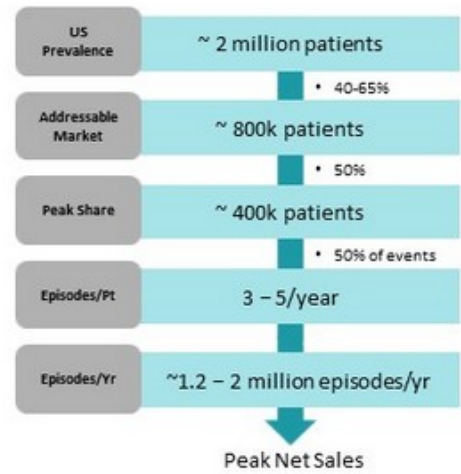 US
Prevalence
~ 2 million patients
• 40-65%
Addressable
Market
~ 800k patients
• 50%
Peak Share
~ 400k patients
• 50% of events
Episodes/Pt
3 – 5/year
Episodes/Yr
~1.2 – 2 million episodes/yr
Peak Net Sales